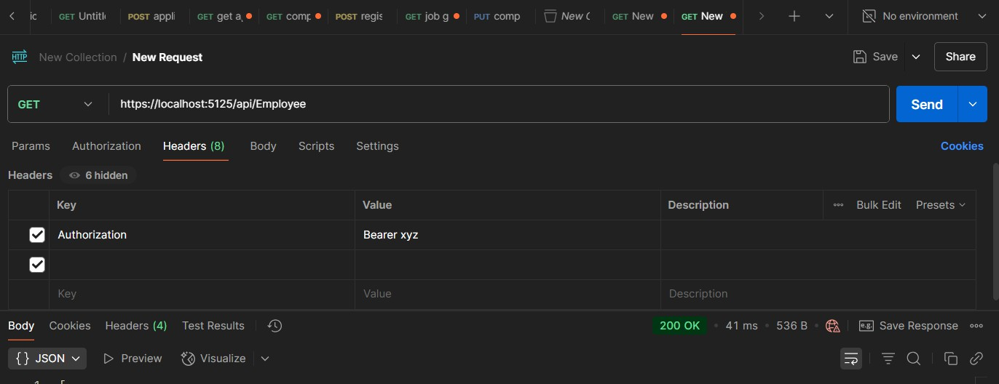 GET Untitl POST appli GET get a, GET comp POST regis GET job g PUT comp New C GET New GET New No environment
HTTP New Collection / New Request Save Share
GET https://localhost:5125/api/Employee Send
Params Authorization Headers (8) Body Scripts Settings Cookies
Headers 6 hidden
Key Value Description Bulk Edit Presets
Authorization Bearer xyz
Key Value Description
Body Cookies Headers (4) Test Results 200 OK • 41 ms • 536 B • e.g. Save Response
{} JSON Preview Visualize
1 [